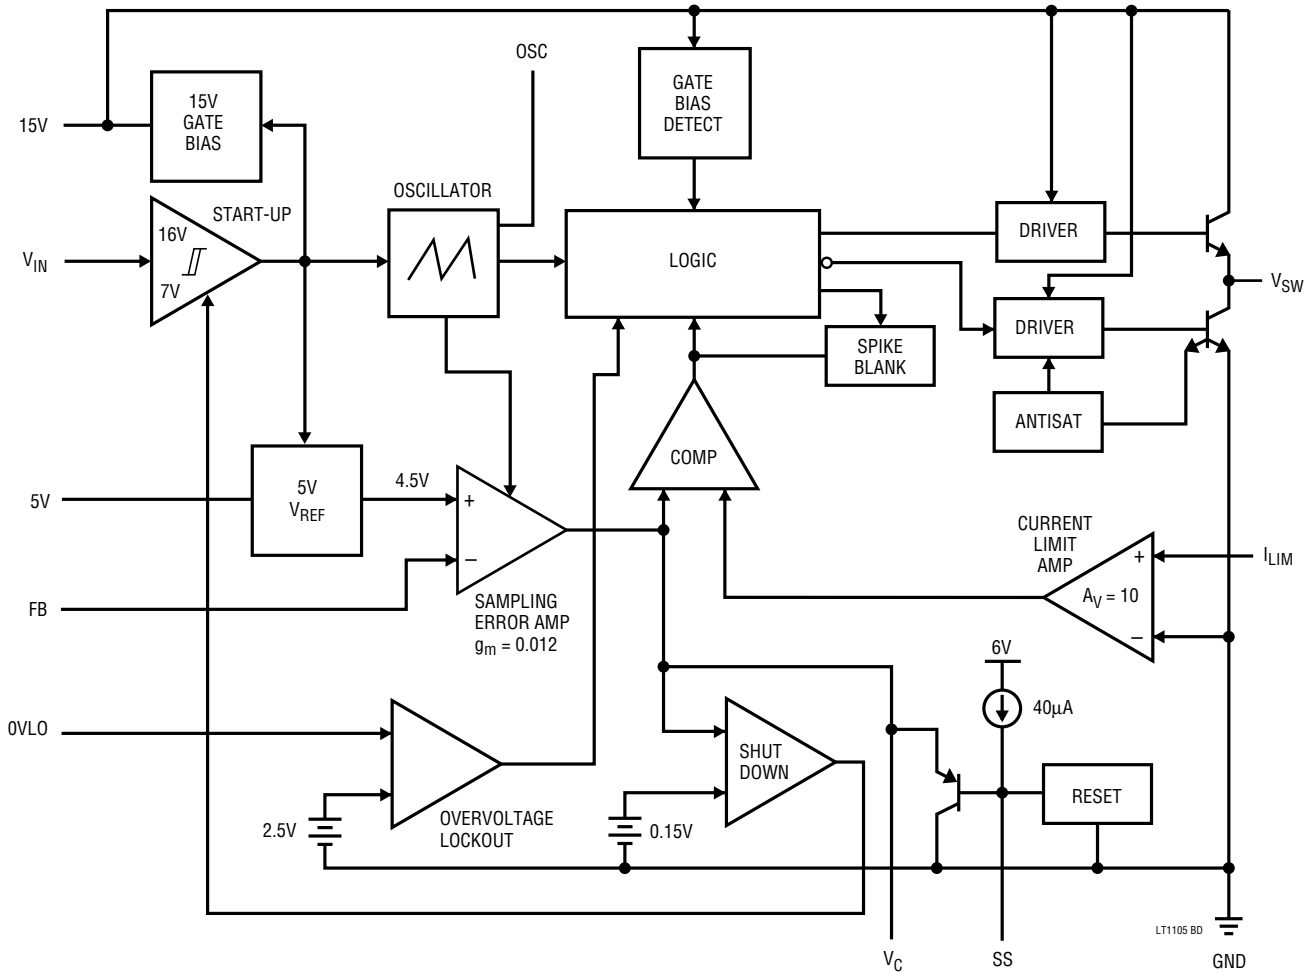 OSC
15V
15V
GATE
BIAS
GATE
BIAS
DETECT
START-UP
OSCILLATOR
16V
7V
VIN
LOGIC
DRIVER
VSW
DRIVER
SPIKE
BLANK
ANTISAT
COMP
5V
5V
VREF
4.5V
+
–
FB
SAMPLING
ERROR AMP
gm = 0.012
CURRENT
LIMIT
AMP
+
–
AV = 10
ILIM
6V
40µA
0VLO
2.5V
OVERVOLTAGE
LOCKOUT
0.15V
SHUT
DOWN
RESET
VC
SS
LT1105 BD
GND